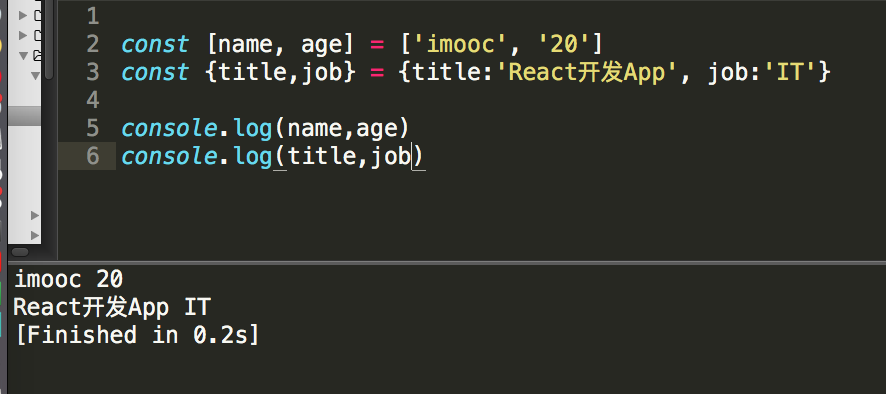 1
2 const [name, age] = ['imooc', '20']
3 const {title,job} = {title:'React开发App', job:'IT'}
4
5 console.log(name,age)
6 console.log(title,job)
imooc 20
React开发App IT
[Finished in 0.2s]